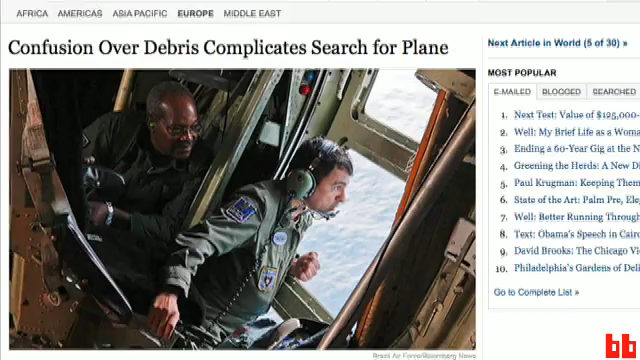 AFRICA AMERICAS ASIA PACIFIC EUROPE MIDDLE EAST
Confusion Over Debris Complicates Search for Plane
Next Article in World (5 of 30) »
MOST POPULAR
E-MAILED BLOGGED SEARCHED
1. Next Test: Value of $125,000-
2. Well: My Brief Life as a Woma
3. Ending a 60-Year Gig at the N
4. Greening the Herds: A New Di
5. Paul Krugman: Keeping Them
6. State of the Art: Palm Pre, Ele
7. Well: Better Running Through
8. Text: Obama's Speech in Cairo
9. David Brooks: The Chicago Vi
10. Philadelphia's Gardens of Deli
Go to Complete List »
Brazil Air Force/Bloomberg News
bb